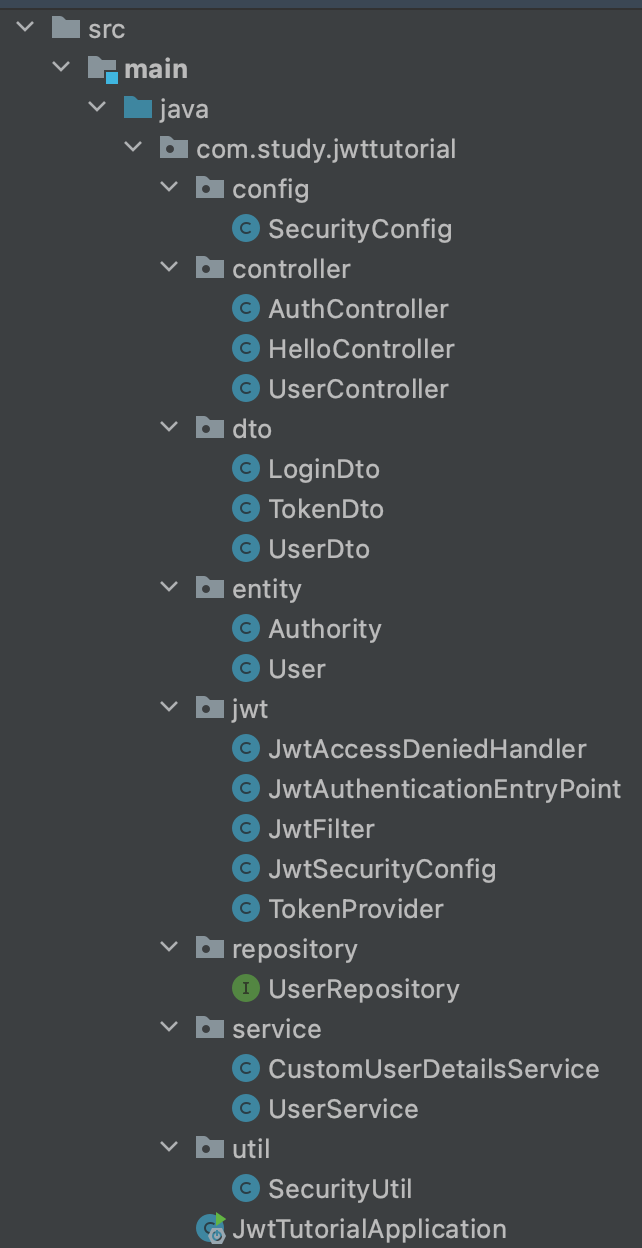 src
main
java
com.study.jwttutorial
config
C SecurityConfig
controller
C AuthController
C HelloController
C UserController
dto
C LoginDto
C TokenDto
C UserDto
entity
C Authority
C User
jwt
C JwtAccessDeniedHandler
C JwtAuthenticationEntryPoint
C JwtFilter
C JwtSecurityConfig
C TokenProvider
repository
I UserRepository
service
C CustomUserDetailsService
C UserService
util
C SecurityUtil
C JwtTutorialApplication